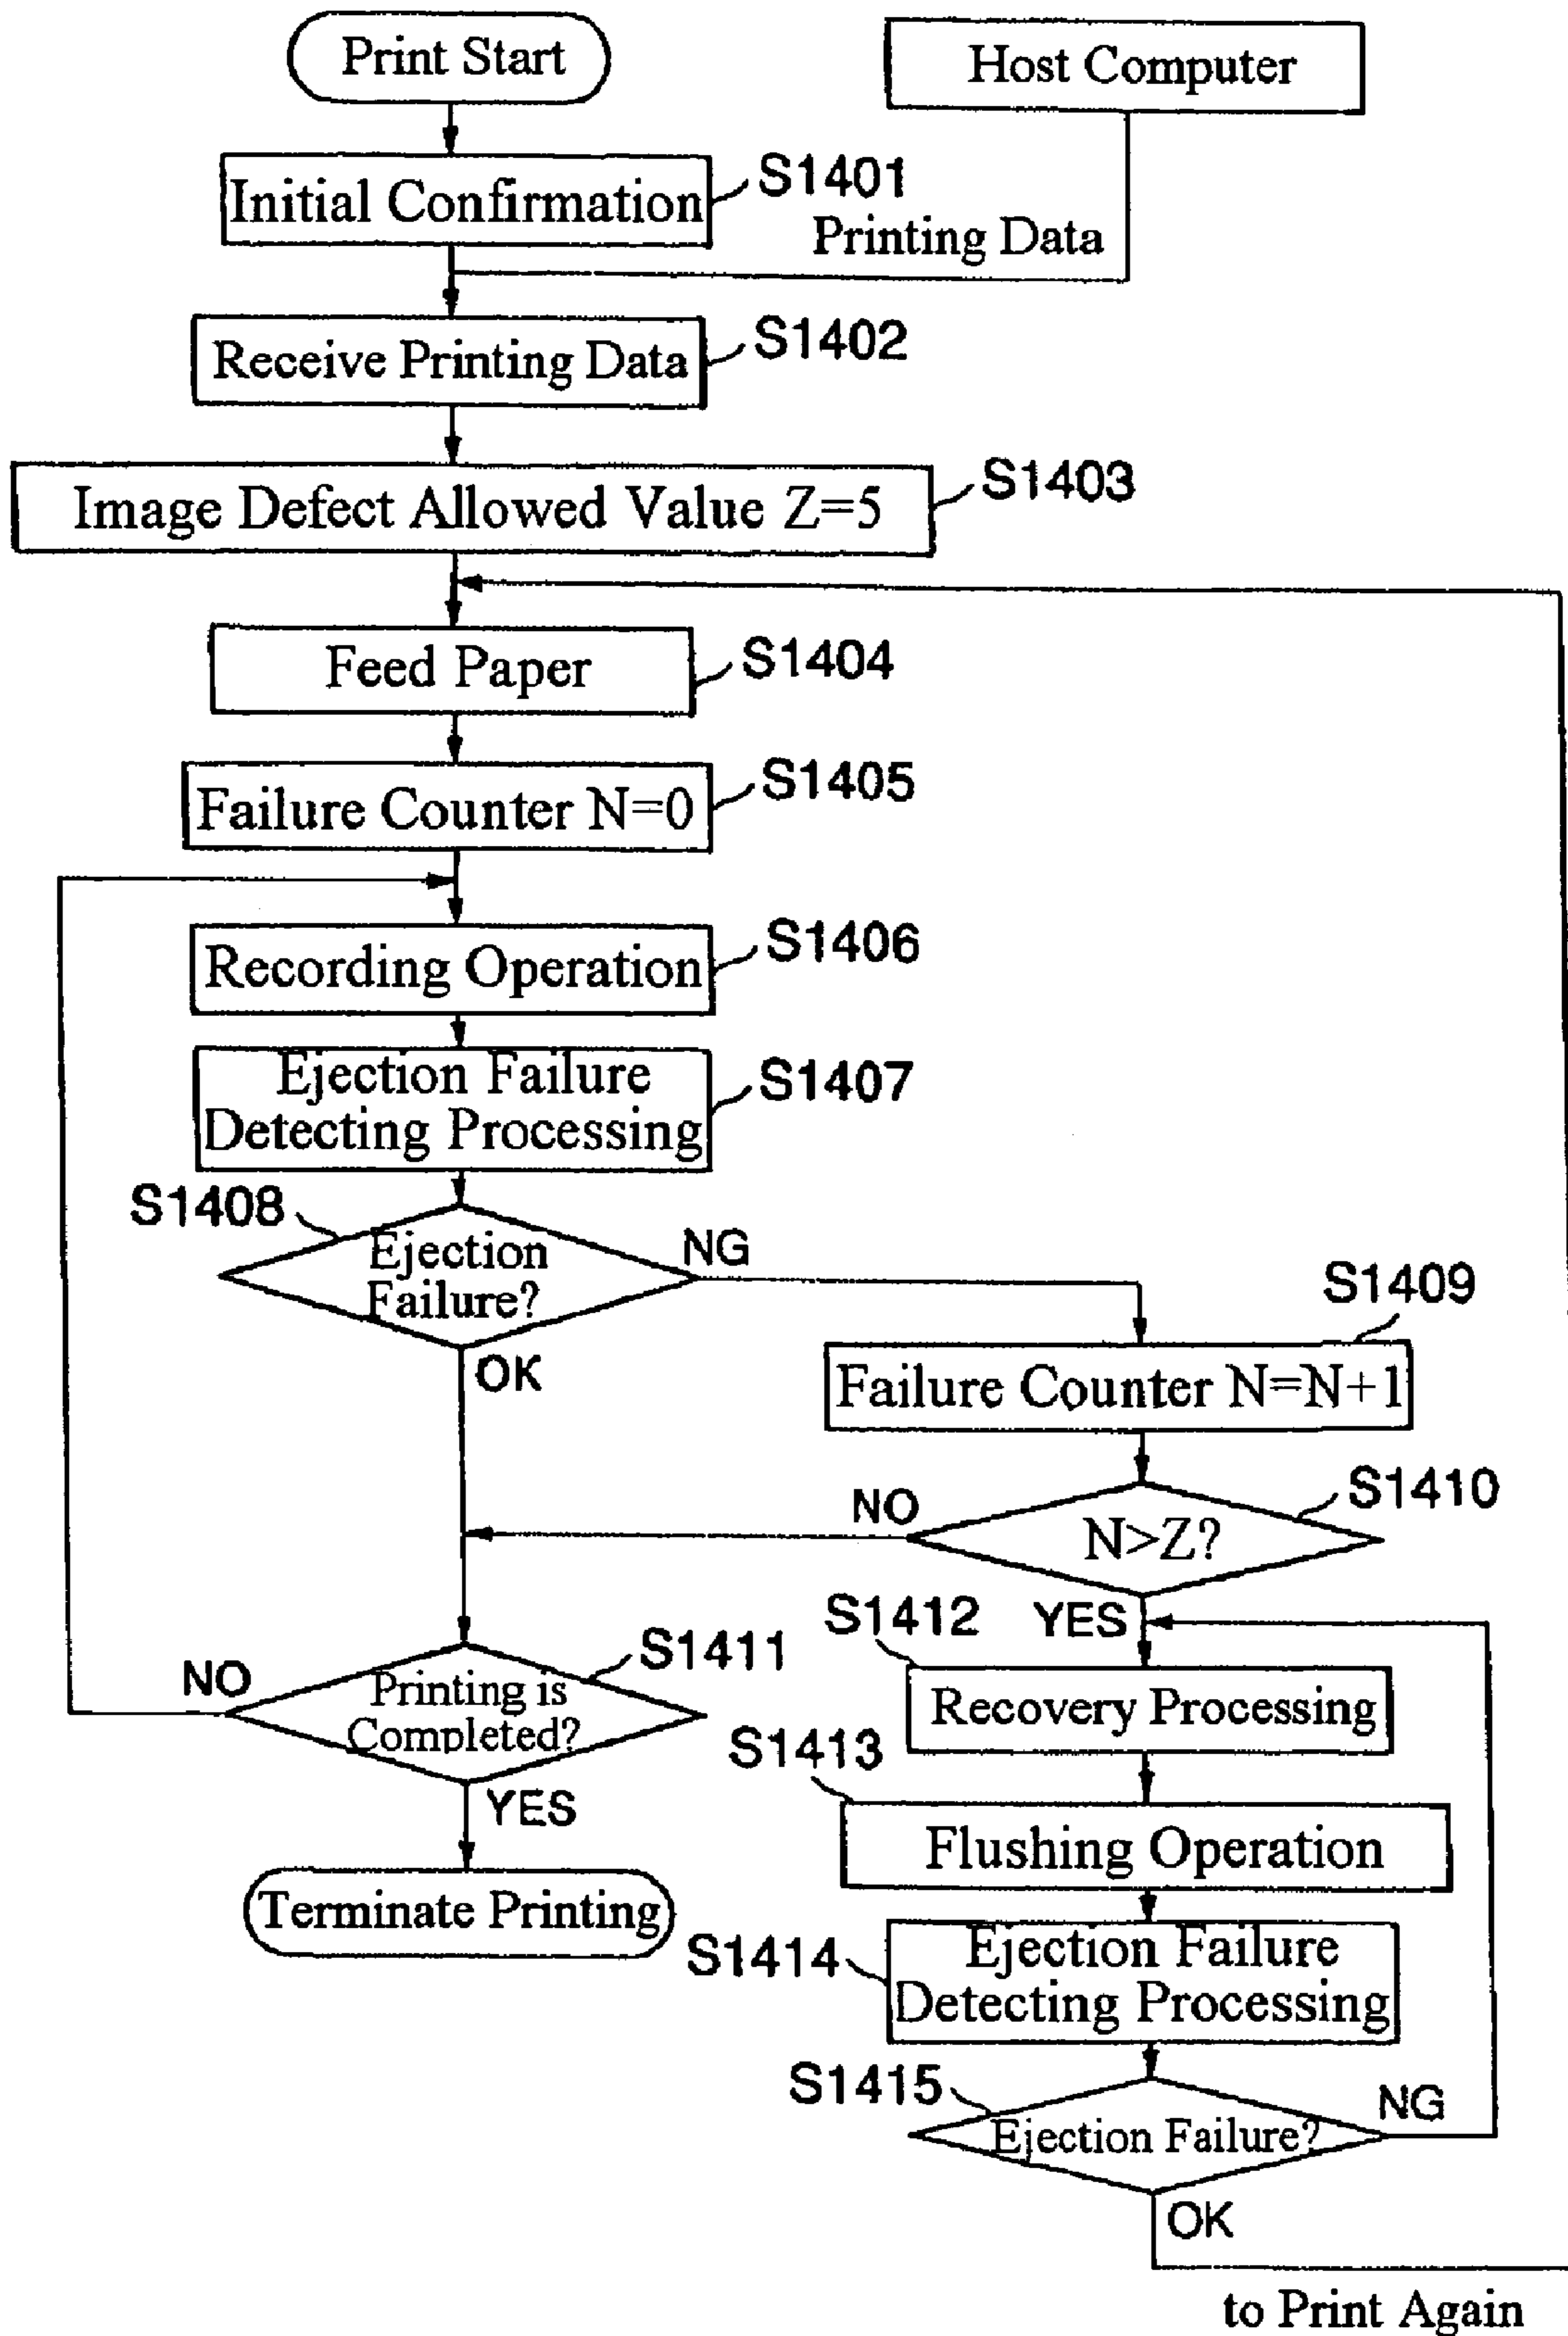 Print Start
Host Computer
S1401
Initial Confirmation
Printing Data
S1402
Receive Printing Data
S1403
Image Defect Allowed Value Z=5
S1404
Feed Paper
S1405
Failure Counter N=0
S1406
Recording Operation
S1407
Ejection Failure
Detecting Processing
S1408
Ejection
Failure?
NG
OK
S1409
Failure Counter N=N+1
S1410
NO
N>Z?
YES
S1411
NO
Printing is
Completed?
YES
Terminate Printing
S1412
Recovery Processing
S1413
Flushing Operation
S1414
Ejection Failure
Detecting Processing
S1415
Ejection Failure?
NG
OK
to Print Again